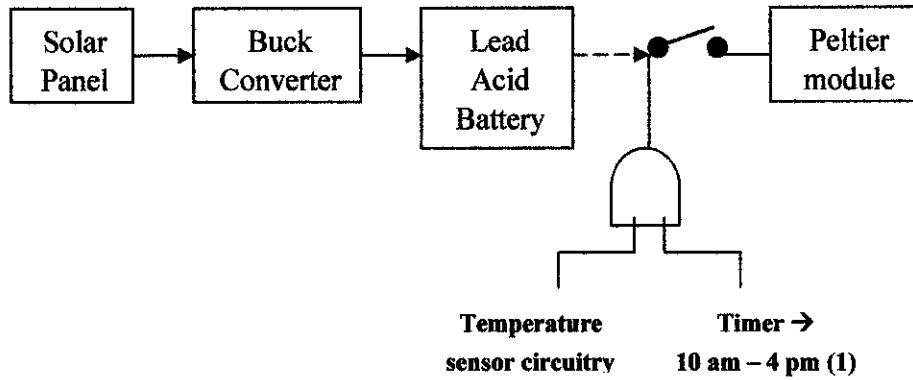 Solar
Panel
Buck
Converter
Lead
Acid
Battery
Peltier
module
Temperature
sensor circuitry
Timer →
10 am – 4 pm (1)